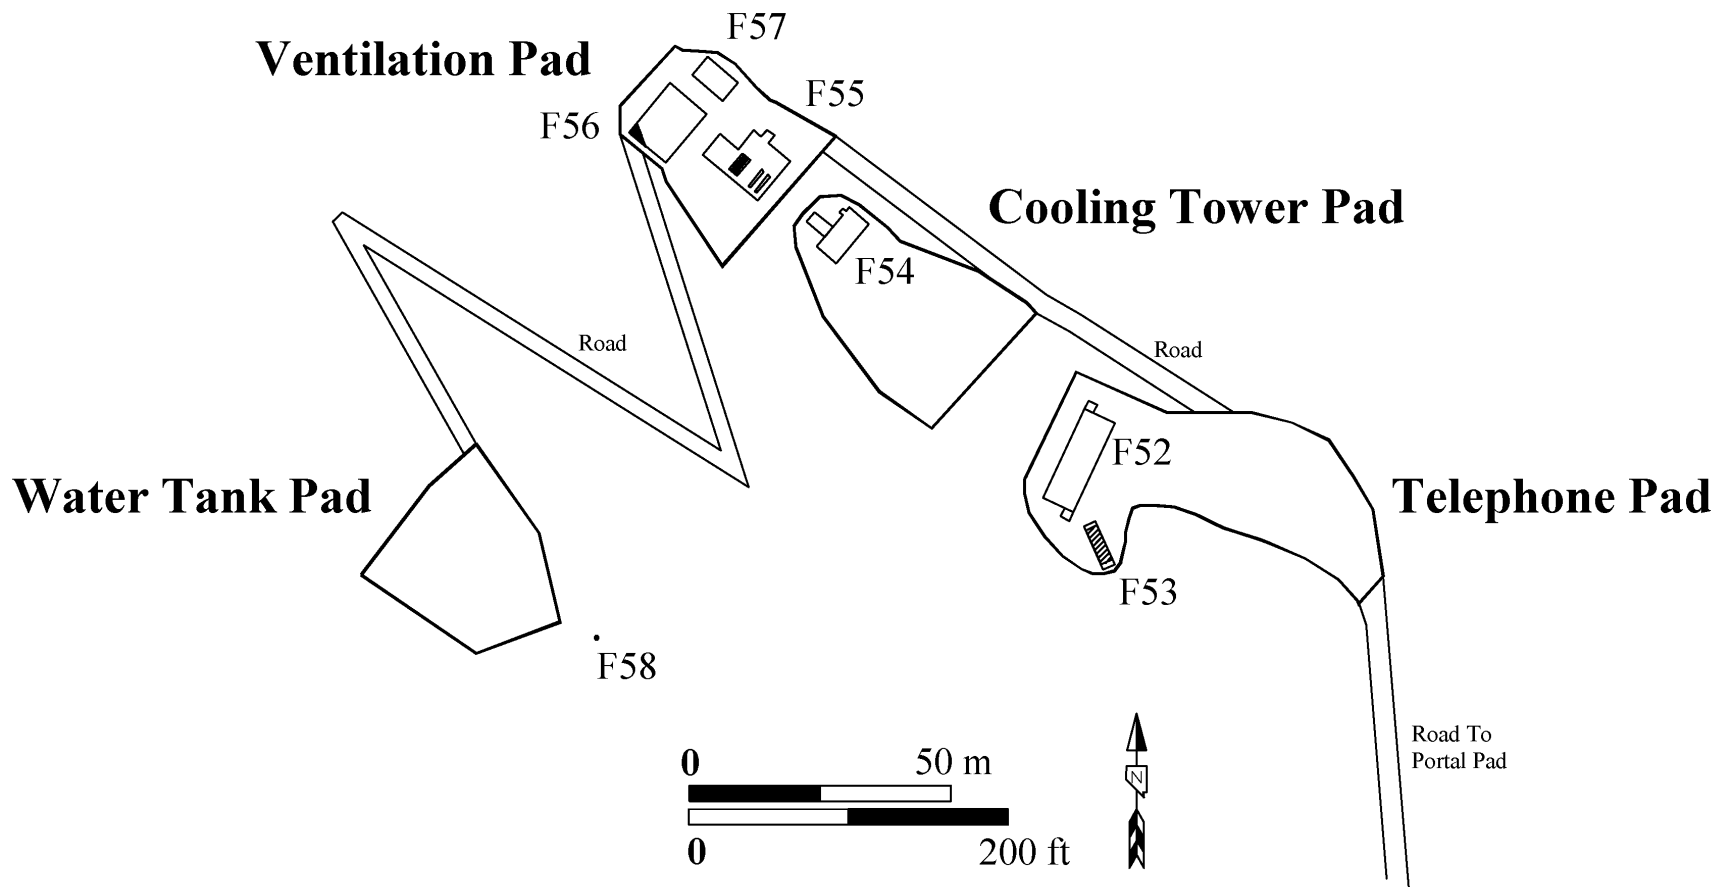 F57
Ventilation Pad
F55
F56
Cooling Tower Pad
F54
Road
Road
F52
Water Tank Pad
Telephone Pad
F53
F58
Road To
Portal Pad
0 50 m
N
0 200 ft